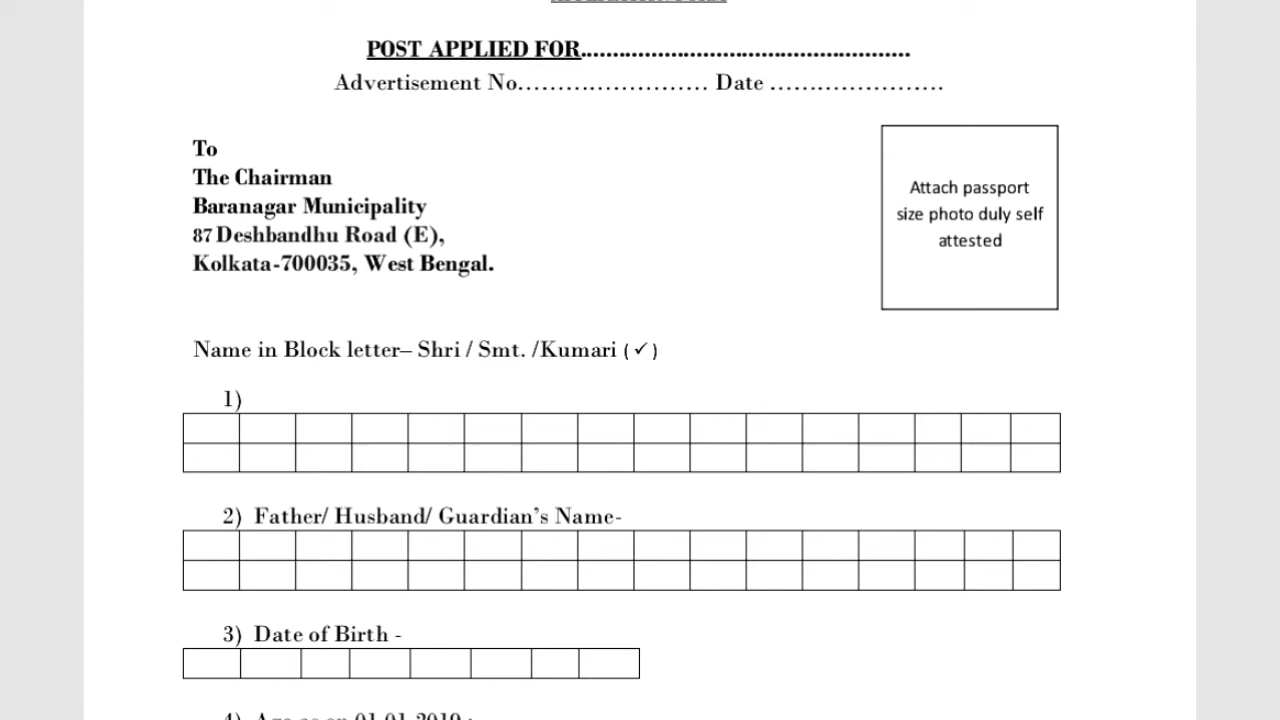 POST APPLIED FOR.....................................................
Advertisement No........................ Date ......................
To
The Chairman
Baranagar Municipality
87 Deshbandhu Road (E),
Kolkata-700035, West Bengal.
Attach passport
size photo duly self
attested
Name in Block letter– Shri / Smt. /Kumari (✓)
1)
2) Father/ Husband/ Guardian’s Name-
3) Date of Birth -
4) Age as on 01.01.2019 :